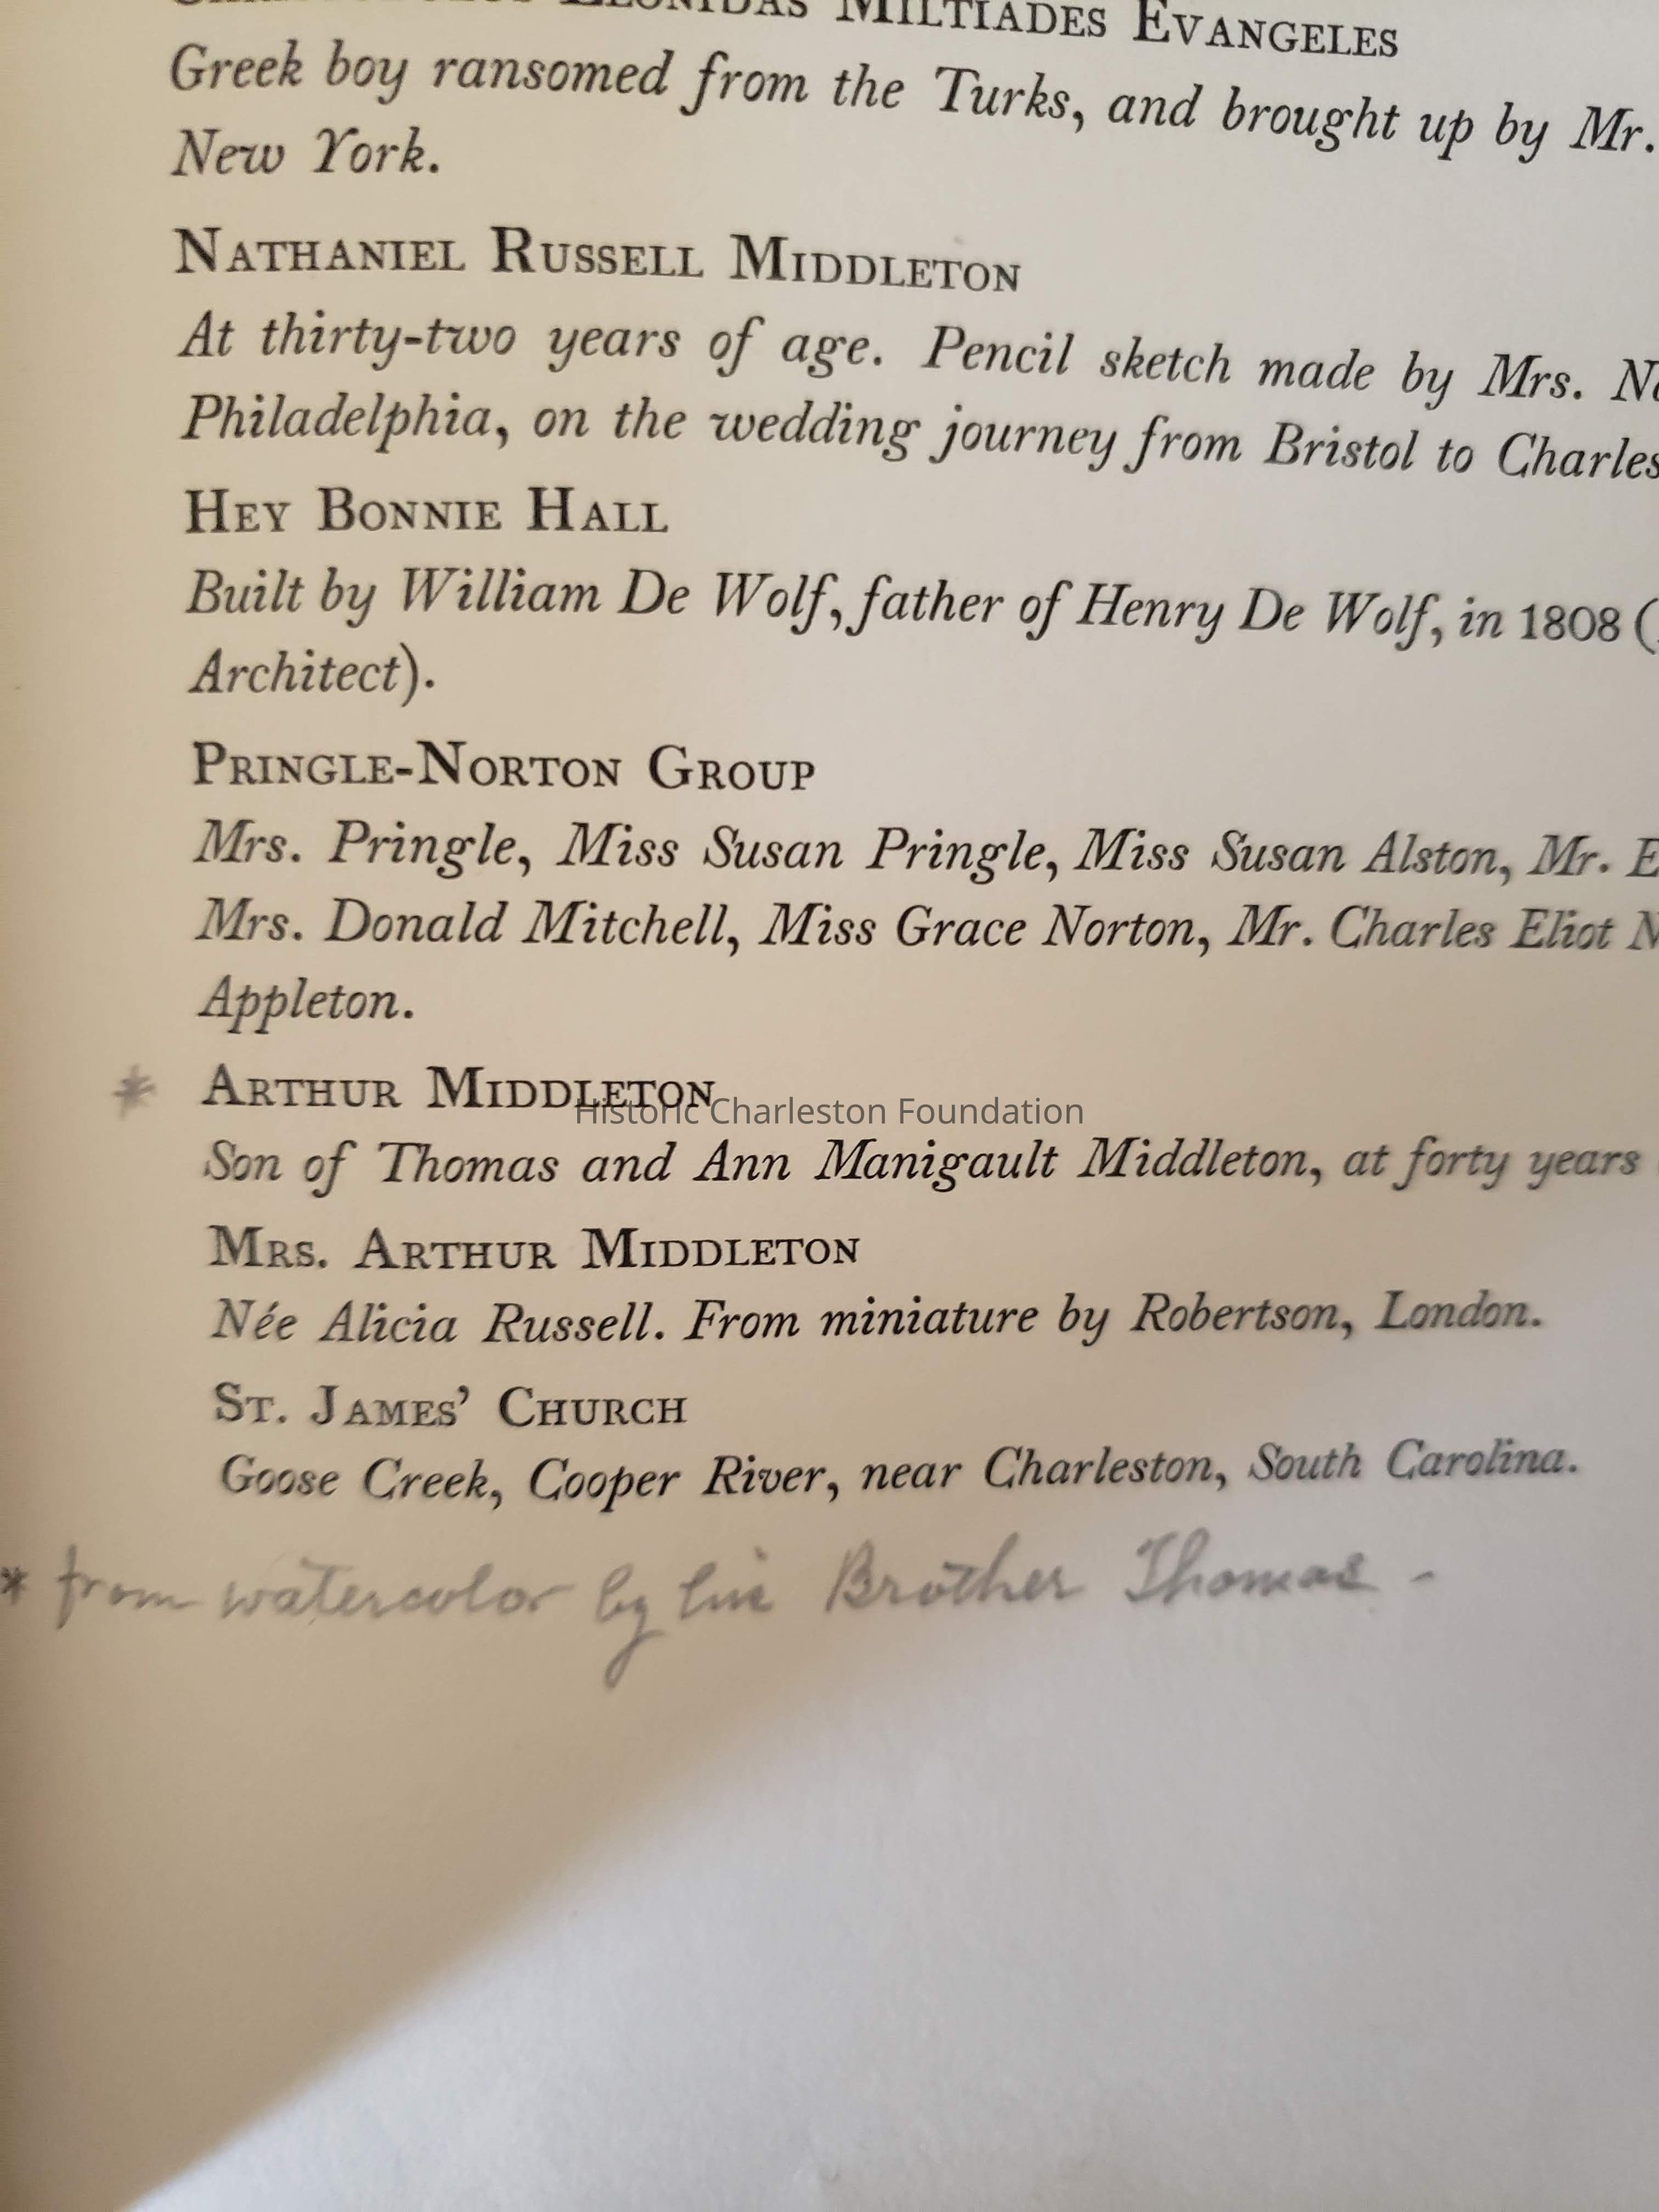 LEONIDAS MILTIADES EVANGELES
Greek boy ransomed from the Turks, and brought up by Mr.
New York.
NATHANIEL RUSSELL MIDDLETON
At thirty-two years of age. Pencil sketch made by Mrs.
Philadelphia, on the wedding journey from Bristol to Charles
HEY BONNIE HALL
Built by William De Wolf, father of Henry De Wolf, in 1808 (
Architect).
PRINGLE-NORTON GROUP
Mrs. Pringle, Miss Susan Pringle, Miss Susan Alston, Mr. E
Mrs. Donald Mitchell, Miss Grace Norton, Mr. Charles Eliot N
Appleton.
* ARTHUR MIDDLETON
Historic Charleston Foundation
Son of Thomas and Ann Manigault Middleton, at forty years
MRS. ARTHUR MIDDLETON
Née Alicia Russell. From miniature by Robertson, London.
ST. JAMES' CHURCH
Goose Creek, Cooper River, near Charleston, South Carolina.
* from watercolor by his Brother Thomas -